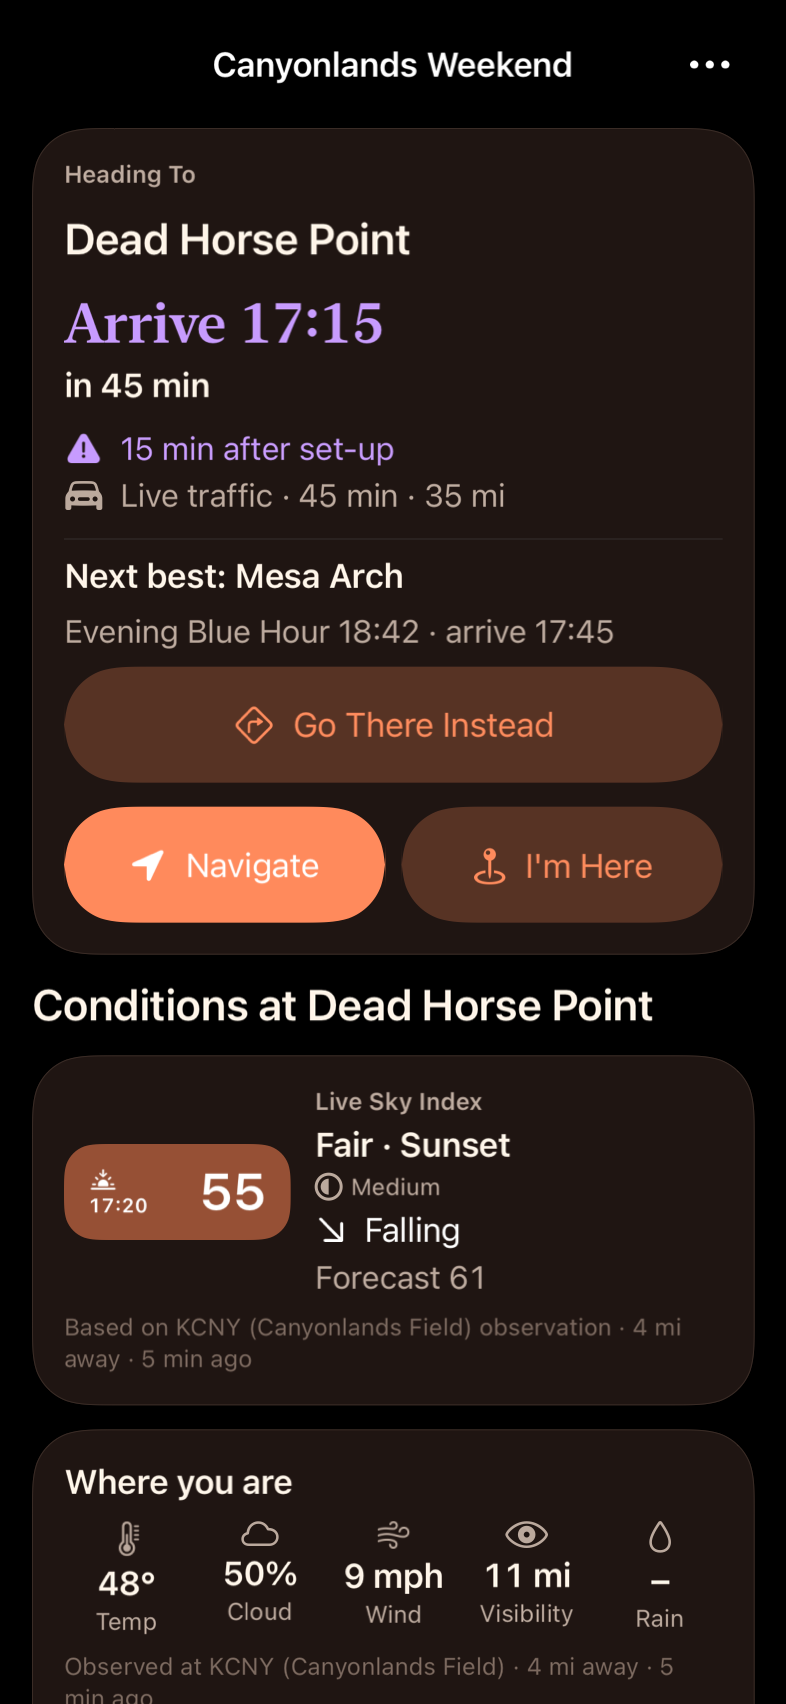 Canyonlands Weekend
Heading To
Dead Horse Point
Arrive 17:15
in 45 min
15 min after set-up
Live traffic · 45 min · 35 mi
Next best: Mesa Arch
Evening Blue Hour 18:42 · arrive 17:45
Go There Instead
Navigate
I'm Here
Conditions at Dead Horse Point
Live Sky Index
Fair · Sunset
Medium
Falling
Forecast 61
17:20
55
Based on KCNY (Canyonlands Field) observation · 4 mi
away · 5 min ago
Where you are
48° 50% 9 mph 11 mi –
Temp Cloud Wind Visibility Rain
Observed at KCNY (Canyonlands Field) · 4 mi away · 5
min ago